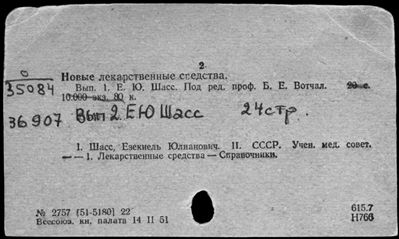 2
О
35084
Новые лекарственные средства.
Вып. 1. Е. Ю. Шасс. Под ред. проф. Б. Е. Вотчал. 20 с.
10.000 экз. 80 к.
36907 Вып 2 Е Ю Шасс 24стр.
I. Шасс, Езекиель Юлианович. II. СССР. Учен. мед. совет.
— — 1. Лекарственные средства — Справочники.
№ 2757 [51-5180] 22
615.7
Всесоюз. кн. палата 14 II 51
Н766